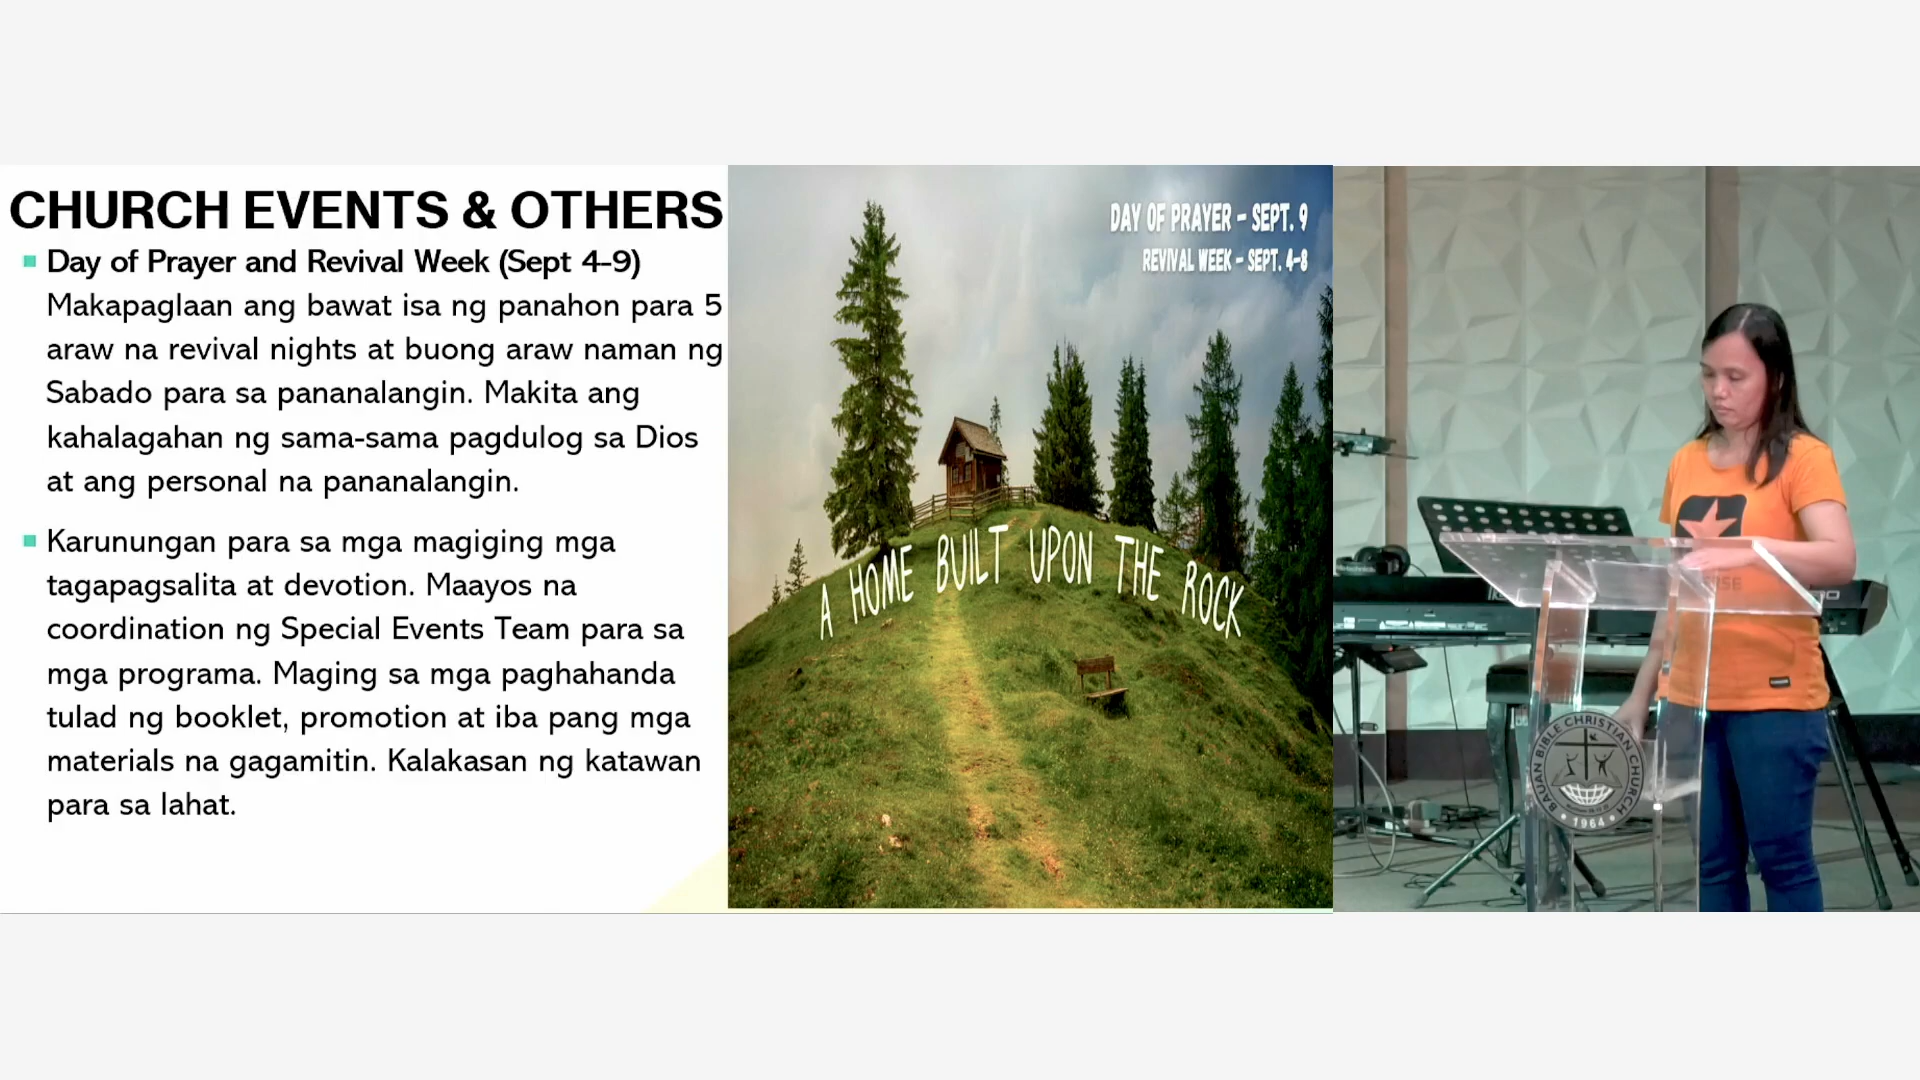 CHURCH EVENTS & OTHERS
Day of Prayer and Revival Week (Sept 4-9)
Makapaglaan ang bawat isa ng panahon para 5
araw na revival nights at buong araw naman ng
Sabado para sa pananalangin. Makita ang
kahalagahan ng sama-sama pagdulog sa Dios
at ang personal na pananalangin.
Karunungan para sa mga magiging mga
tagapagsalita at devotion. Maayos na
coordination ng Special Events Team para sa
mga programa. Maging sa mga paghahanda
tulad ng booklet, promotion at iba pang mga
materials na gagamitin. Kalakasan ng katawan
para sa lahat.
DAY OF PRAYER - SEPT. 9
REVIVAL WEEK - SEPT. 4-8
A HOME BUILT UPON THE ROCK
BAUAN BIBLE CHRISTIAN CHURCH
• 1964 •